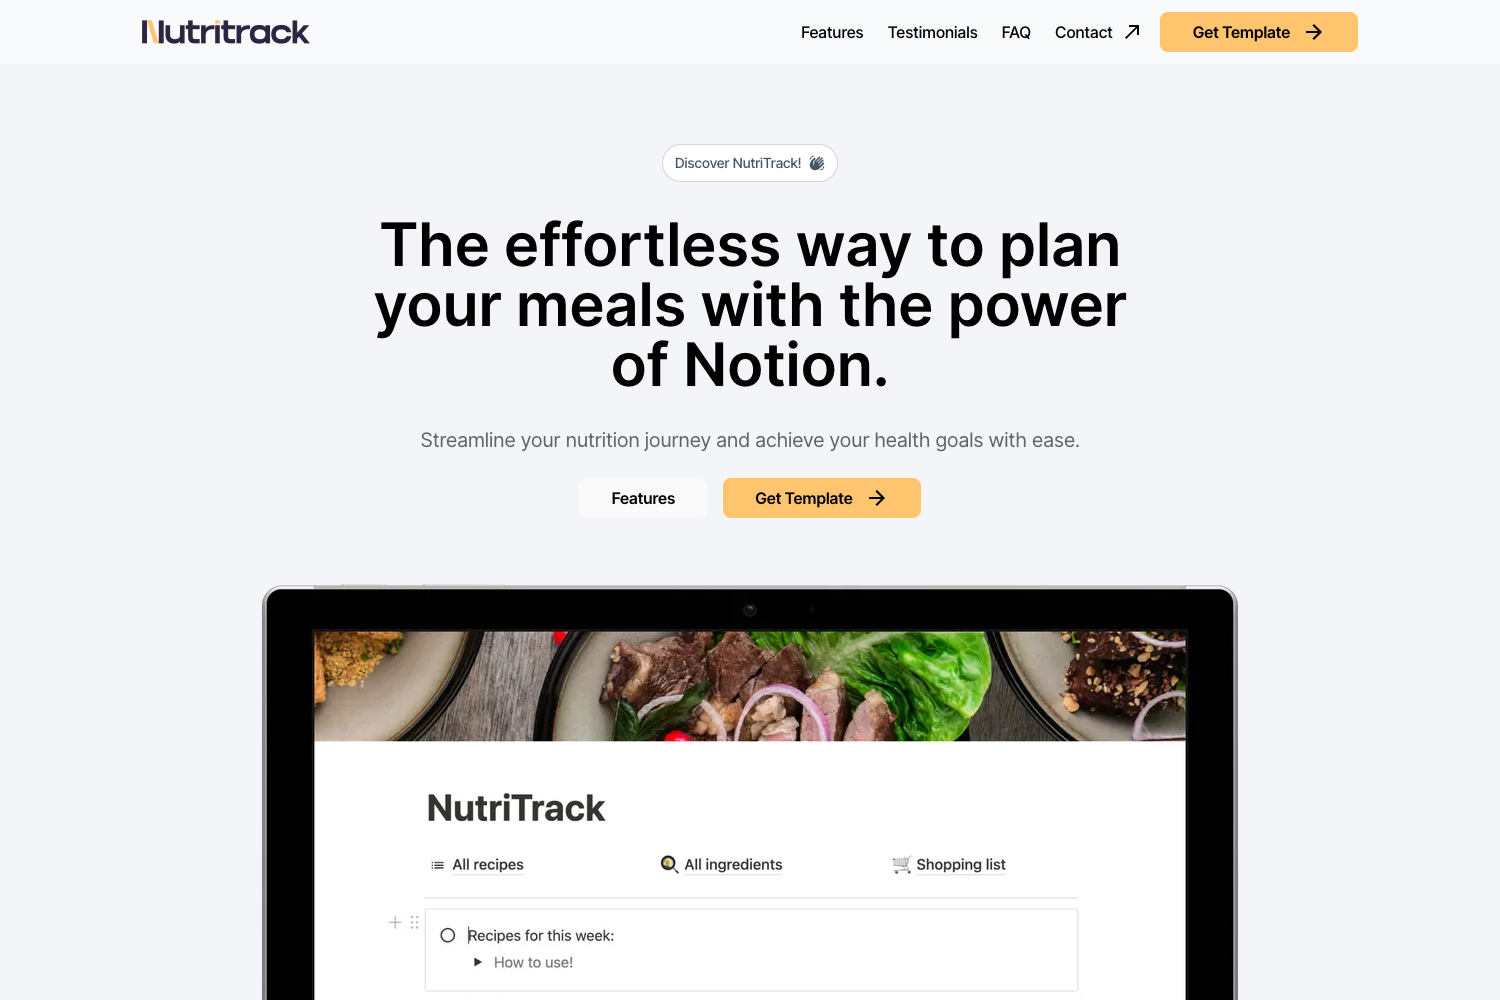 Nutritrack
Features Testimonials FAQ Contact Get Template
Discover NutriTrack!
The effortless way to plan
your meals with the power
of Notion.
Streamline your nutrition journey and achieve your health goals with ease.
Features Get Template
NutriTrack
All recipes All ingredients Shopping list
Recipes for this week:
How to use!